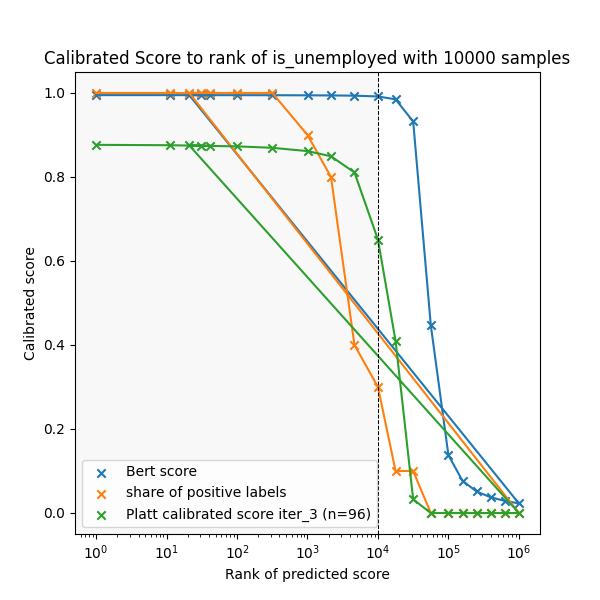 Calibrated Score to rank of is_unemployed with 10000 samples
1.0
0.8
0.6
0.4
0.2
0.0
Calibrated score
Bert score
share of positive labels
Platt calibrated score iter_3 (n=96)
10⁰ 10¹ 10² 10³ 10⁴ 10⁵ 10⁶
Rank of predicted score